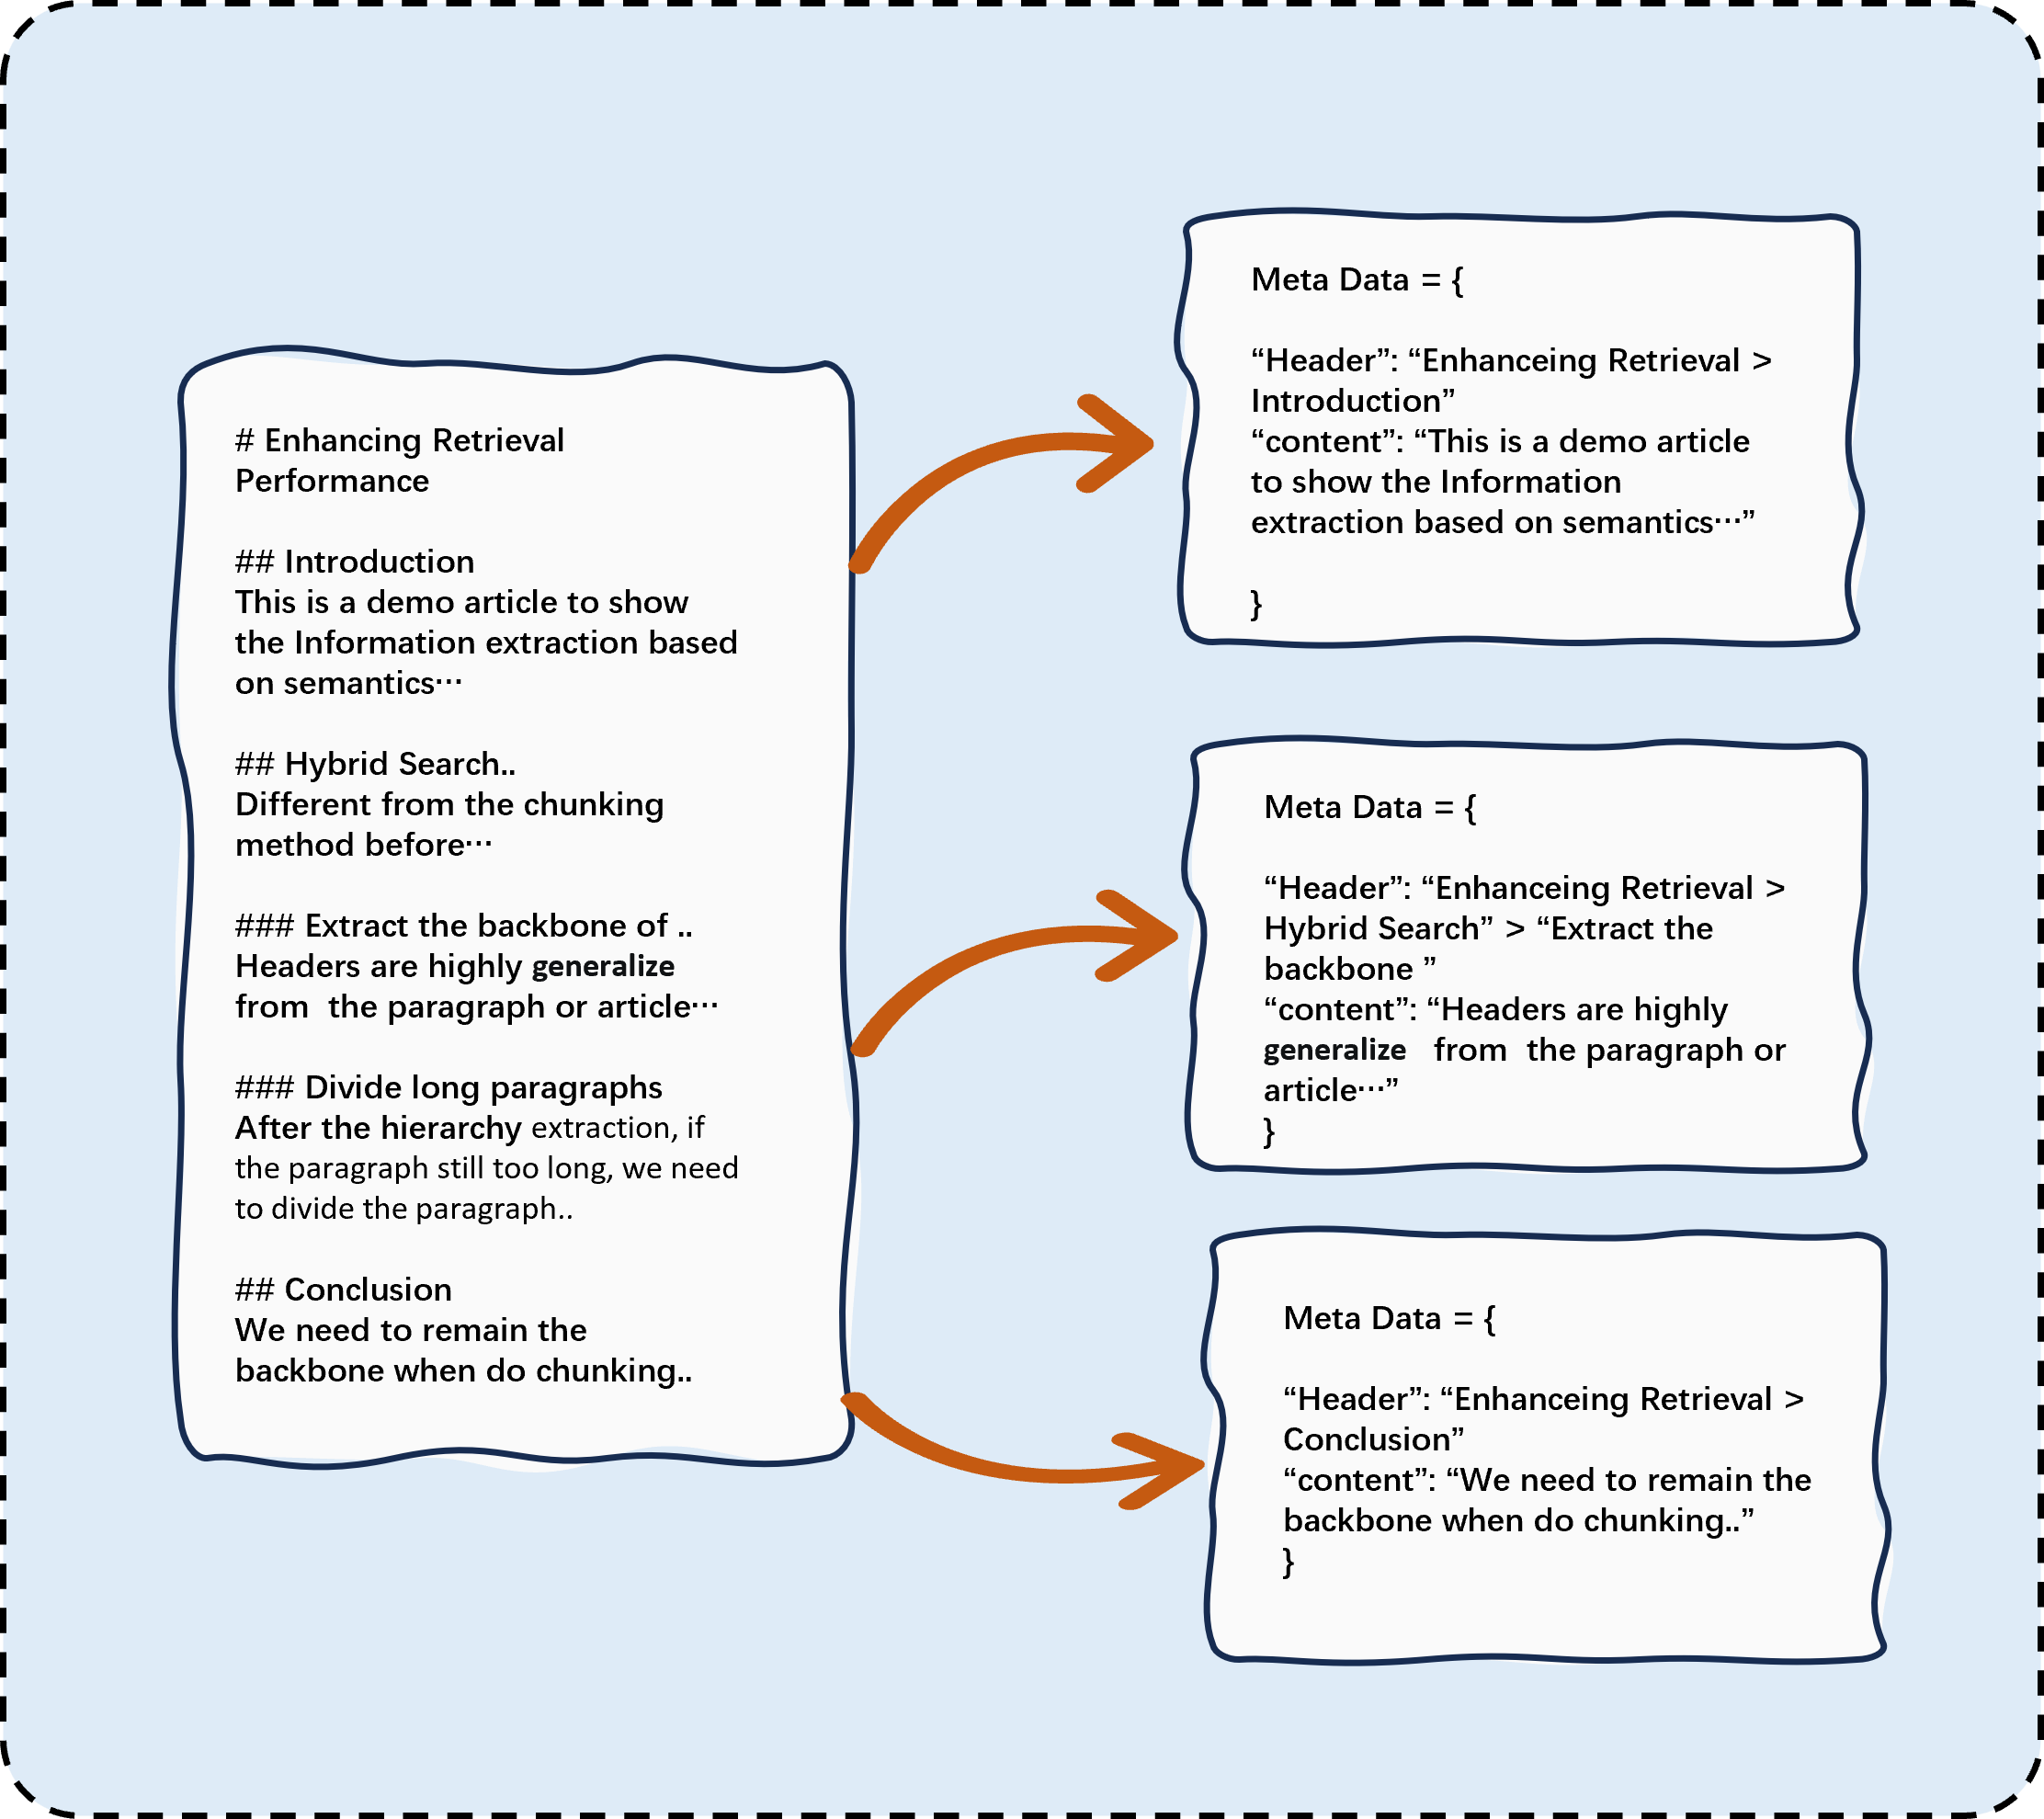 # Enhancing Retrieval
Performance
## Introduction
This is a demo article to show
the Information extraction based
on semantics⋯
## Hybrid Search..
Different from the chunking
method before⋯
### Extract the backbone of ..
Headers are highly generalize
from  the paragraph or article⋯
### Divide long paragraphs
After the hierarchy extraction, if
the paragraph still too long, we need
to divide the paragraph..
## Conclusion
We need to remain the
backbone when do chunking..
Meta Data = {
“Header”: “Enhanceing Retrieval >
Introduction”
“content”: “This is a demo article
to show the Information
extraction based on semantics⋯”
}
Meta Data = {
“Header”: “Enhanceing Retrieval >
Hybrid Search” > “Extract the
backbone ”
“content”: “Headers are highly
generalize   from  the paragraph or
article⋯”
}
Meta Data = {
“Header”: “Enhanceing Retrieval >
Conclusion”
“content”: “We need to remain the
backbone when do chunking..”
}